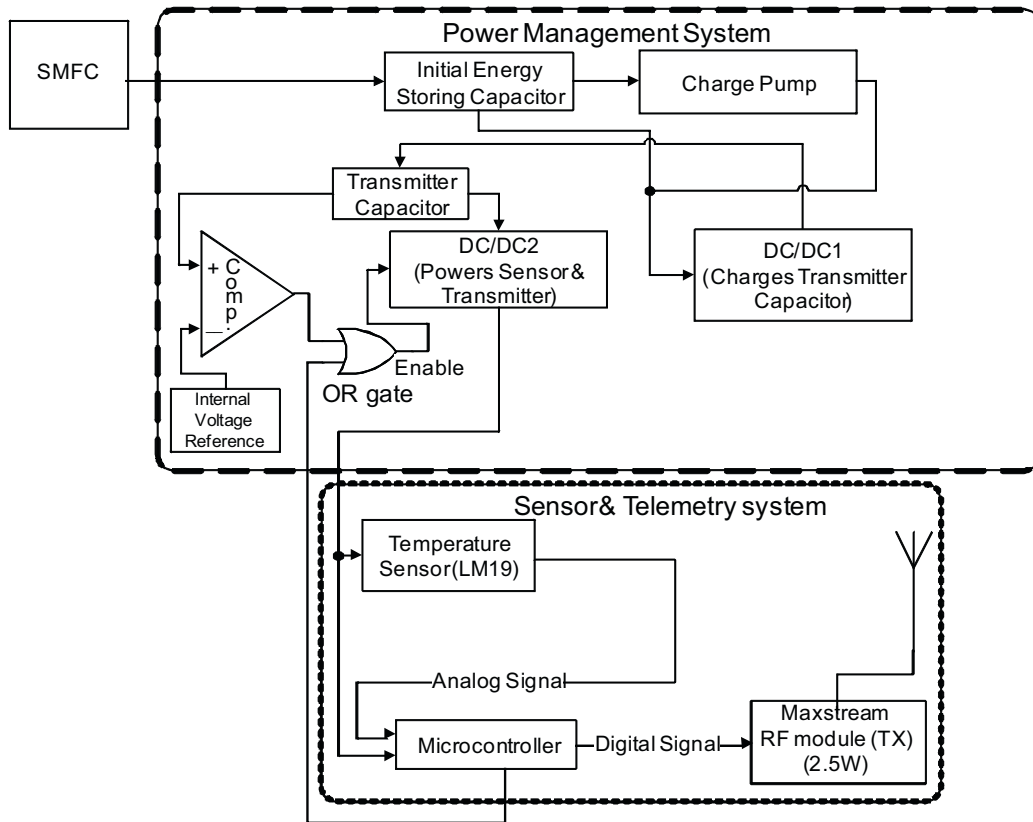 Power Management System
SMFC
Initial Energy
Storing Capacitor
Charge Pump
Transmitter
Capacitor
DC/DC2
(Powers Sensor &
Transmitter)
DC/DC1
(Charges Transmitter
Capacitor)
+
Comp.
_
Enable
OR gate
Internal
Voltage
Reference
Sensor & Telemetry system
Temperature
Sensor (LM19)
Analog Signal
Microcontroller
Digital Signal
Maxstream
RF module (TX)
(2.5W)